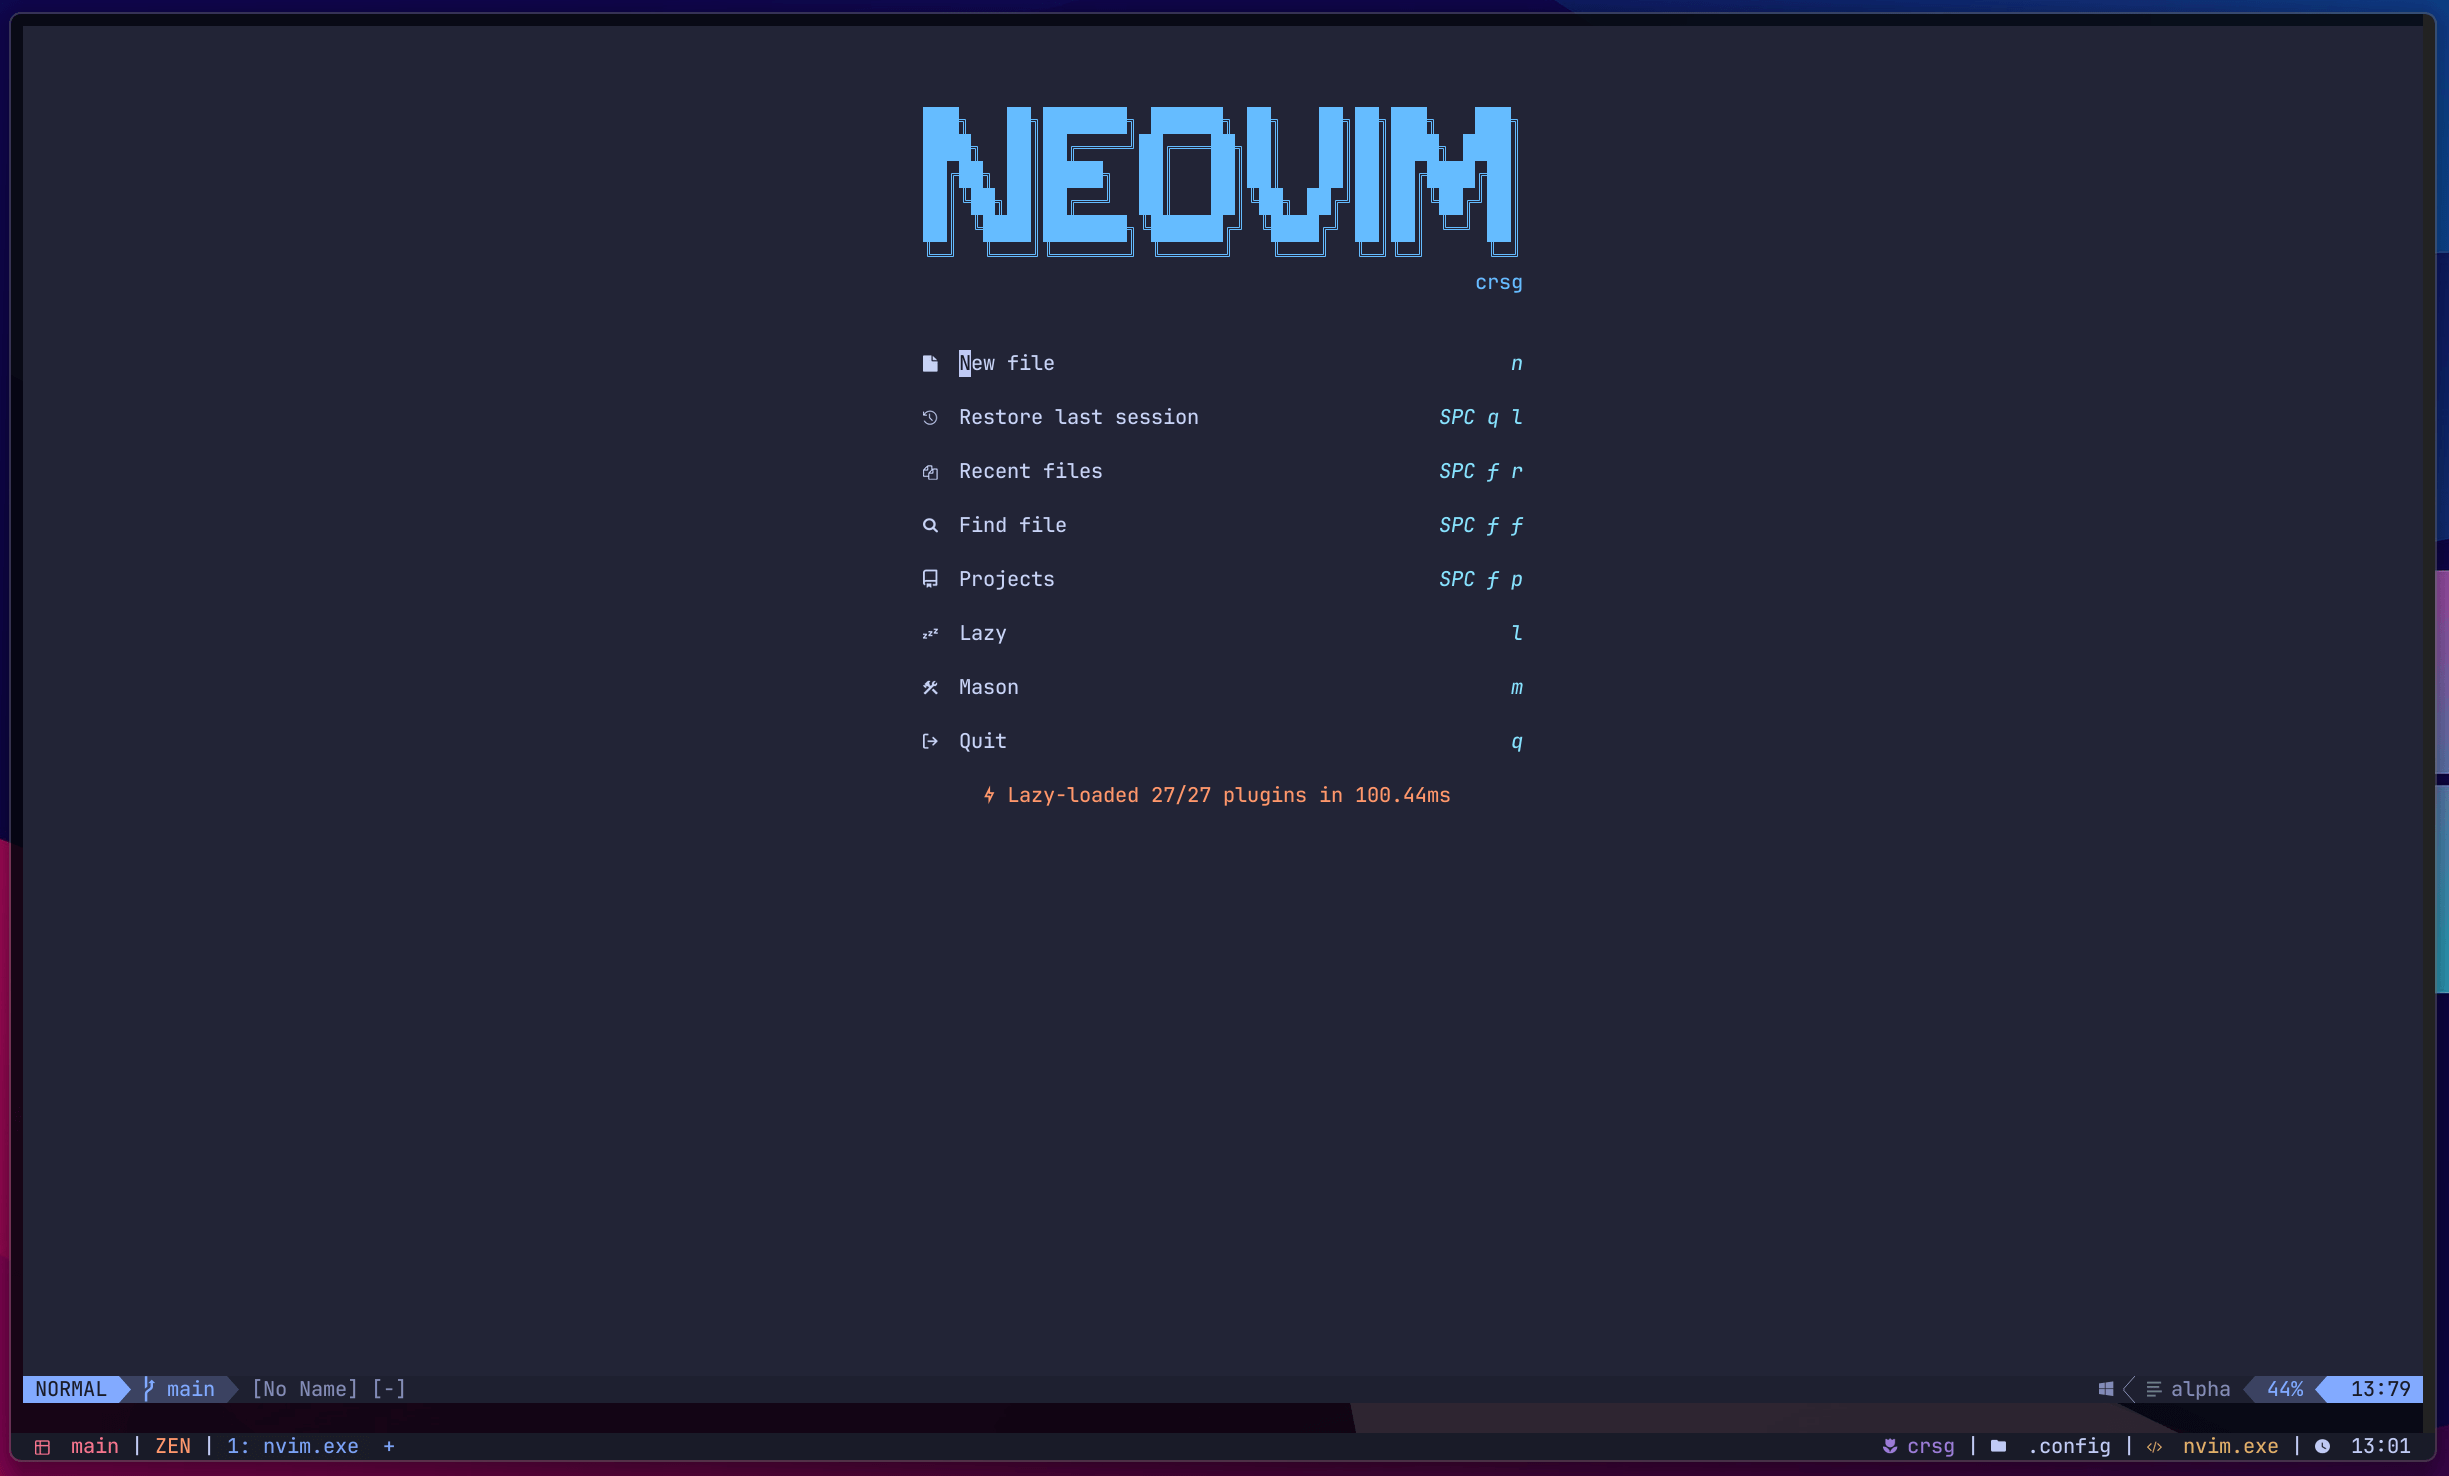 NEOVIM
crsg
New file n
Restore last session SPC q l
Recent files SPC f r
Find file SPC f f
Projects SPC f p
Lazy l
Mason m
Quit q
Lazy-loaded 27/27 plugins in 100.44ms
NORMAL main [No Name] [-] alpha 44% 13:79
main | ZEN | 1: nvim.exe + crsg | .config | nvim.exe | 13:01